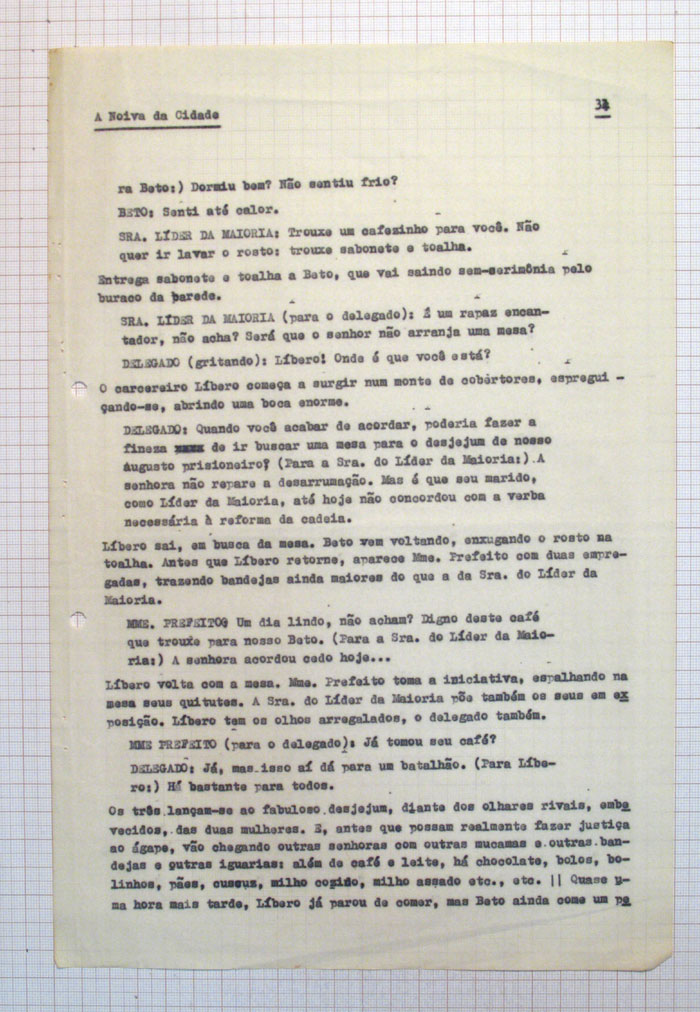 A Noiva da Cidade
ra Beto:) Dormiu bem? Não sentiu frio?
BETO: Senti até calor.
SRA. LÍDER DA MAIORIA: Trouxe um cafezinho para você. Não
quer ir lavar o rosto: trouxe sabonete e toalha.
Entrega sabonete e toalha a Beto, que vai saindo sem-serimônia pelo
buraco da parede.
SRA. LÍDER DA MAIORIA (para o delegado): É um rapaz encan-
tador, não acha? Será que o senhor não arranja uma mesa?
DELEGADO (gritando): Líbero! Onde é que você está?
O carcereiro Líbero começa a surgir num monte de cobertores, espregui -
çando-se, abrindo uma boca enorme.
DELEGADO: Quando você acabar de acordar, poderia fazer a
fineza de ir buscar uma mesa para o desjejum de nosso
augusto prisioneiro? (Para a Sra. do Líder da Maioria:) A
senhora não repare a desarrumação. Mas é que seu marido,
como Líder da Maioria, até hoje não concordou com a verba
necessária à reforma da cadeia.
Líbero sai, em busca da mesa. Beto vem voltando, enxugando o rosto na
toalha. Antes que Líbero retorne, aparece Mme. Prefeito com duas empre-
gadas, trazendo bandejas ainda maiores do que a da Sra. do Líder da
Maioria.
MME. PREFEITO: Um dia lindo, não acham? Digno deste café
que trouxe para nosso Beto. (Para a Sra. do Líder da Maio-
ria:) A senhora acordou cedo hoje...
Líbero volta com a mesa. Mme. Prefeito toma a iniciativa, espalhando na
mesa seus quitutes. A Sra. do Líder da Maioria põe também os seus em ex
posição. Líbero tem os olhos arregalados, o delegado também.
MME PREFEITO (para o delegado): Já tomou seu café?
DELEGADO: Já, mas isso aí dá para um batalhão. (Para Líbe-
ro:) Há bastante para todos.
Os três lançam-se ao fabuloso desjejum, diante dos olhares rivais, embe
vecidos, das duas mulheres. E, antes que possam realmente fazer justiça
ao ágape, vão chegando outras senhoras com outras mucamas e outras ban-
dejas e outras iguarias: além de café e leite, há chocolate, bolos, bo-
linhos, pães, cuscuz, milho cozido, milho assado etc., etc. || Quase u-
ma hora mais tarde, Líbero já parou de comer, mas Beto ainda come um pe